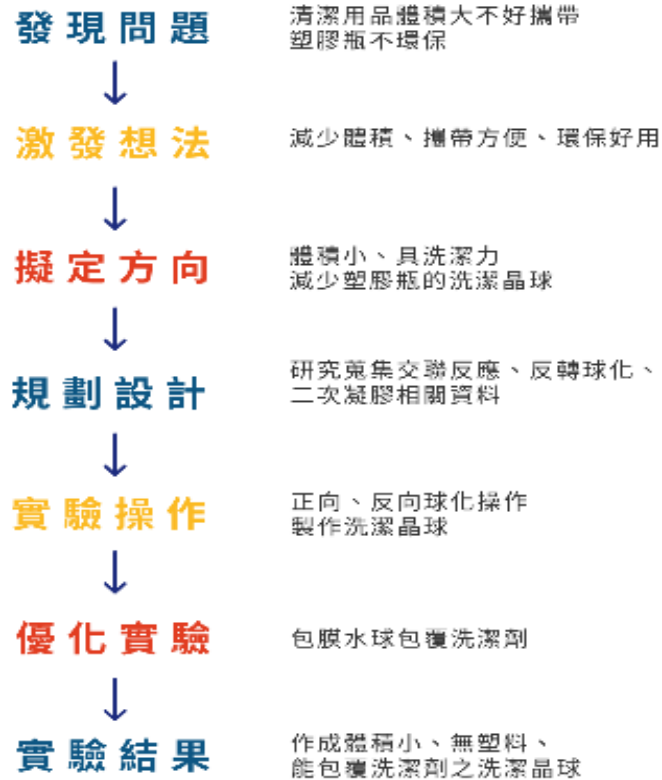 發現問題
清潔用品體積大不好攜帶
塑膠瓶不環保
↓
激發想法
減少體積、攜帶方便、環保好用
↓
擬定方向
體積小、具洗潔力
減少塑膠瓶的洗潔晶球
↓
規劃設計
研究蒐集交聯反應、反轉球化、
二次凝膠相關資料
↓
實驗操作
正向、反向球化操作
製作洗潔晶球
↓
優化實驗
包膜水球包覆洗潔劑
↓
實驗結果
作成體積小、無塑料、
能包覆洗潔劑之洗潔晶球